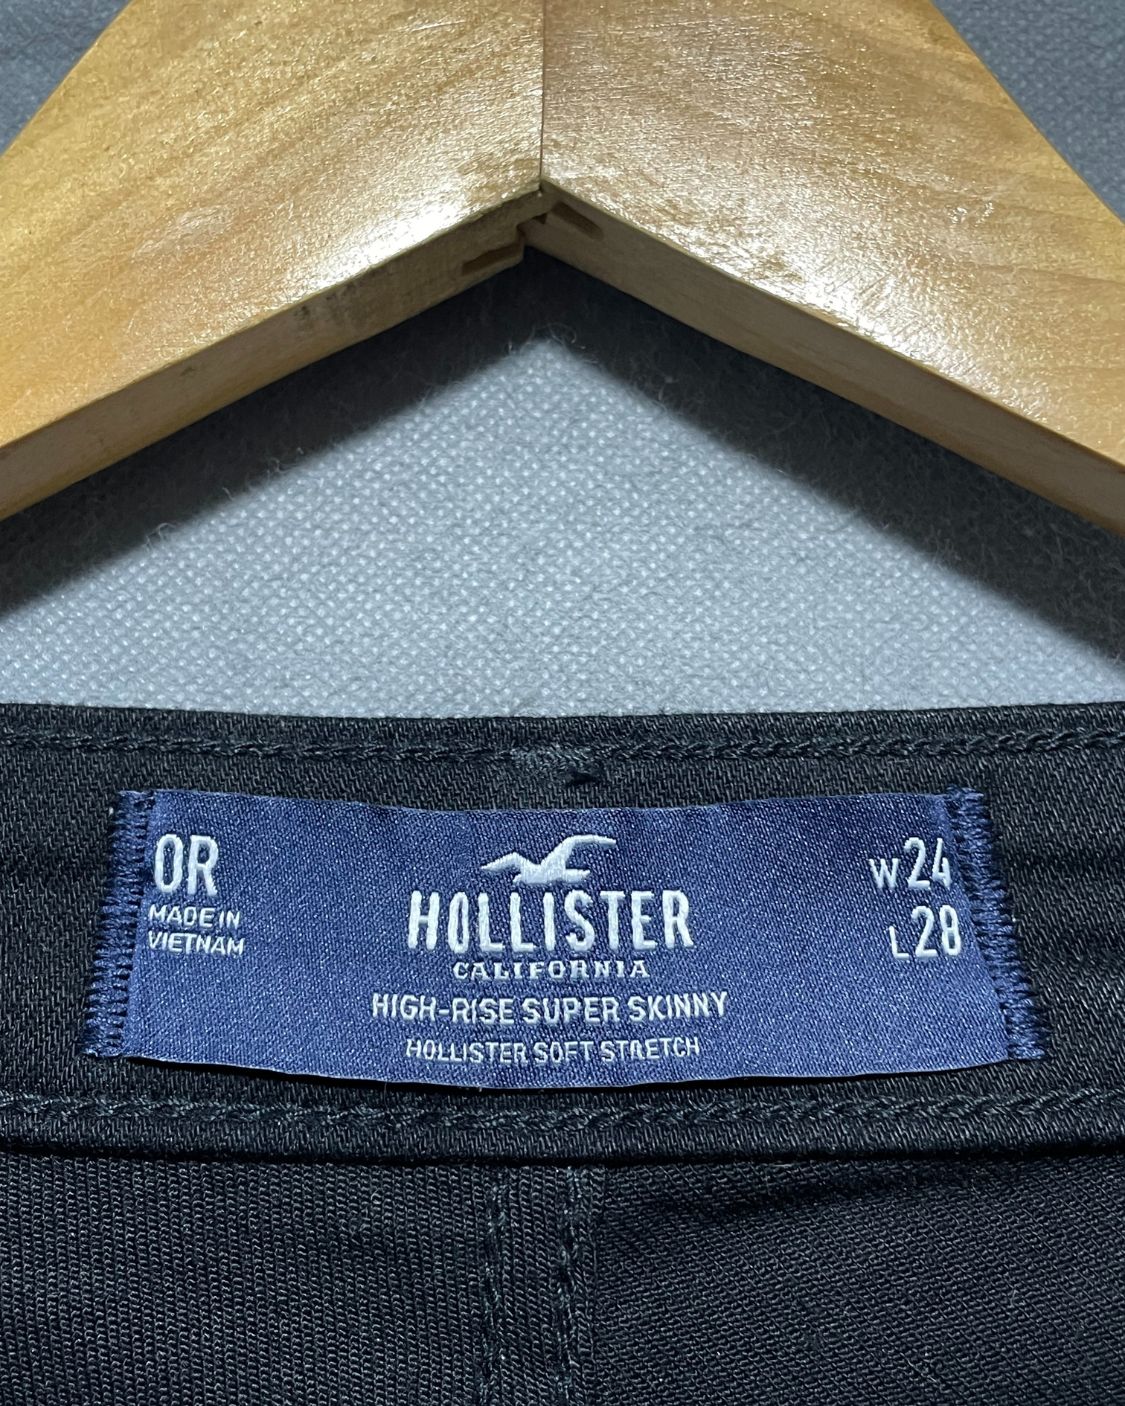 0R
MADE IN
VIETNAM
HOLLISTER
CALIFORNIA
HIGH-RISE SUPER SKINNY
HOLLISTER SOFT STRETCH
W24
L28